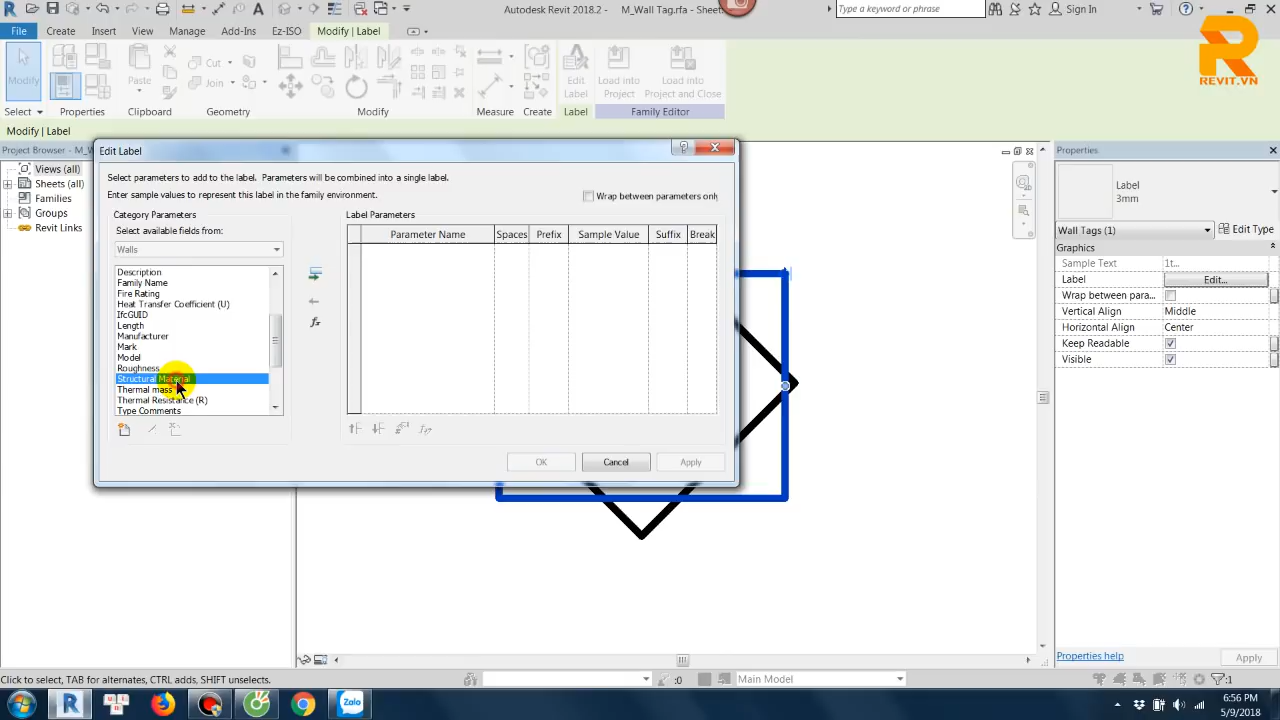 Autodesk Revit 2018.2 - M_Wall Tag.rfa - Sheet:
Type a keyword or phrase
Sign In
File
Create
Insert
View
Manage
Add-Ins
Ez-ISO
Modify | Label
REVIT.VN
Modify
Paste
Cut
Join
Edit
Label
Load into
Project
Load into
Project and Close
Select
Properties
Clipboard
Geometry
Modify
Measure
Create
Label
Family Editor
Modify | Label
Project Browser - M_W
Views (all)
Sheets (all)
Families
Groups
Revit Links
Edit Label
Select parameters to add to the label. Parameters will be combined into a single label.
Enter sample values to represent this label in the family environment.
Wrap between parameters only
Category Parameters
Select available fields from:
Walls
Description
Family Name
Fire Rating
Heat Transfer Coefficient (U)
IfcGUID
Length
Manufacturer
Mark
Model
Roughness
Structural Material
Thermal mass
Thermal Resistance (R)
Type Comments
Label Parameters
Parameter Name
Spaces
Prefix
Sample Value
Suffix
Break
OK
Cancel
Apply
Properties
Label
3mm
Wall Tags (1)
Edit Type
Graphics
Sample Text
1t...
Label
Edit...
Wrap between para...
Vertical Align
Middle
Horizontal Align
Center
Keep Readable
Visible
Properties help
Apply
Click to select, TAB for alternates, CTRL adds, SHIFT unselects.
:0
Main Model
:1
Zalo
6:56 PM
5/9/2018